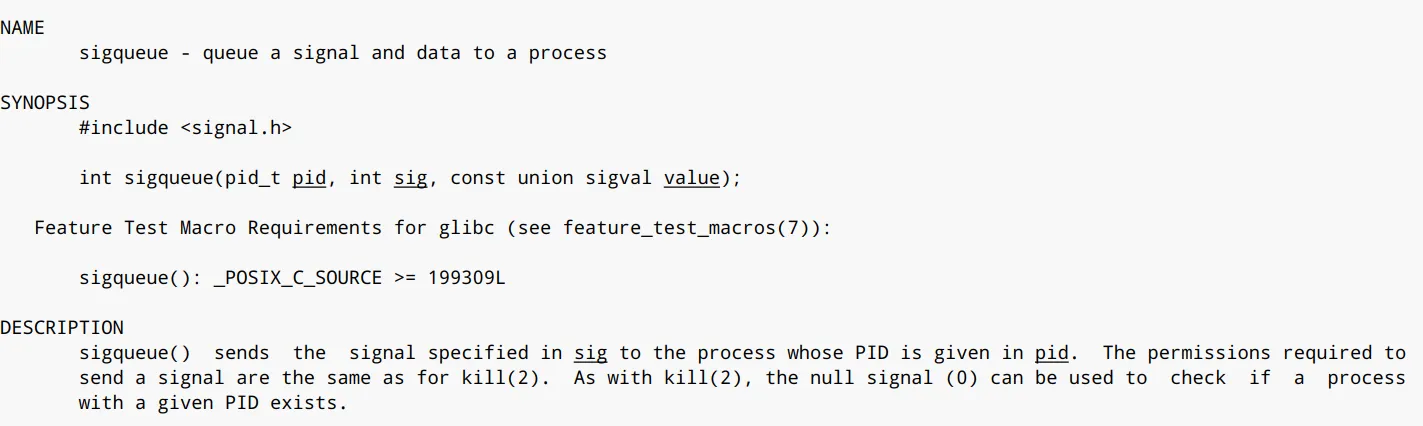 NAME
sigqueue - queue a signal and data to a process
SYNOPSIS
#include <signal.h>
int sigqueue(pid_t pid, int sig, const union sigval value);
Feature Test Macro Requirements for glibc (see feature_test_macros(7)):
sigqueue(): _POSIX_C_SOURCE >= 199309L
DESCRIPTION
sigqueue() sends the signal specified in sig to the process whose PID is given in pid. The permissions required to
send a signal are the same as for kill(2). As with kill(2), the null signal (0) can be used to check if a process
with a given PID exists.